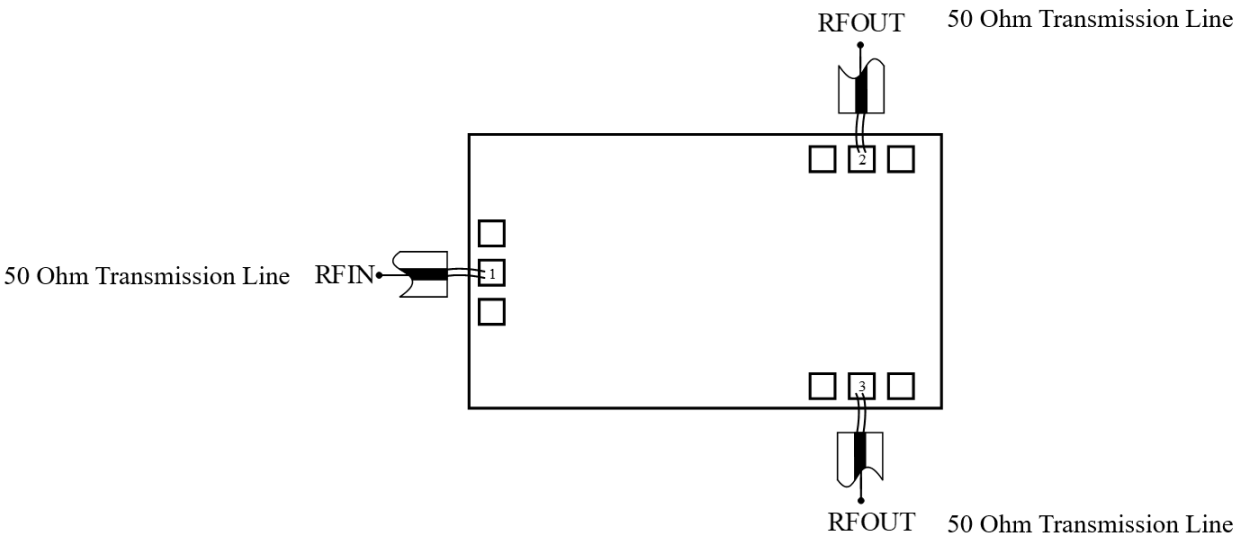 RFOUT
50 Ohm Transmission Line
2
50 Ohm Transmission Line
RFIN
1
3
RFOUT
50 Ohm Transmission Line